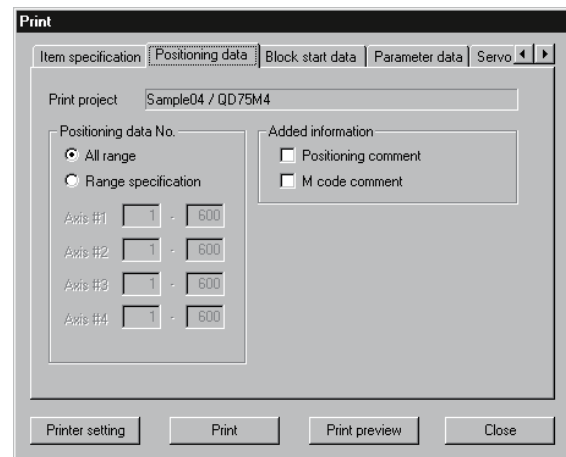 Print
Item specification Positioning data Block start data Parameter data Servo
Print project Sample04 / QD75M4
Positioning data No.
All range
Range specification
Axis #1 1 - 600
Axis #2 1 - 600
Axis #3 1 - 600
Axis #4 1 - 600
Added information
Positioning comment
M code comment
Printer setting Print Print preview Close